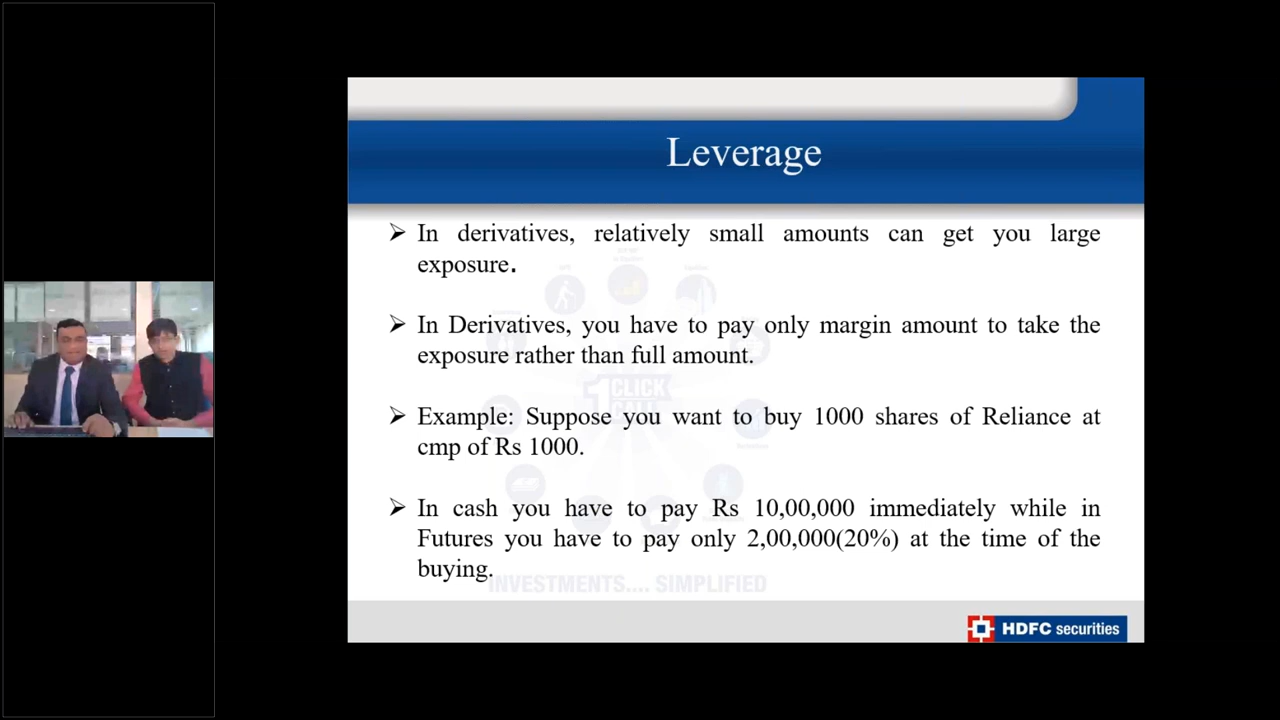 Leverage
➢ In derivatives, relatively small amounts can get you large
exposure.
➢ In Derivatives, you have to pay only margin amount to take the
exposure rather than full amount.
➢ Example: Suppose you want to buy 1000 shares of Reliance at
cmp of Rs 1000.
➢ In cash you have to pay Rs 10,00,000 immediately while in
Futures you have to pay only 2,00,000(20%) at the time of the
buying.
1 CLICK
INVESTMENTS.... SIMPLIFIED
HDFC securities